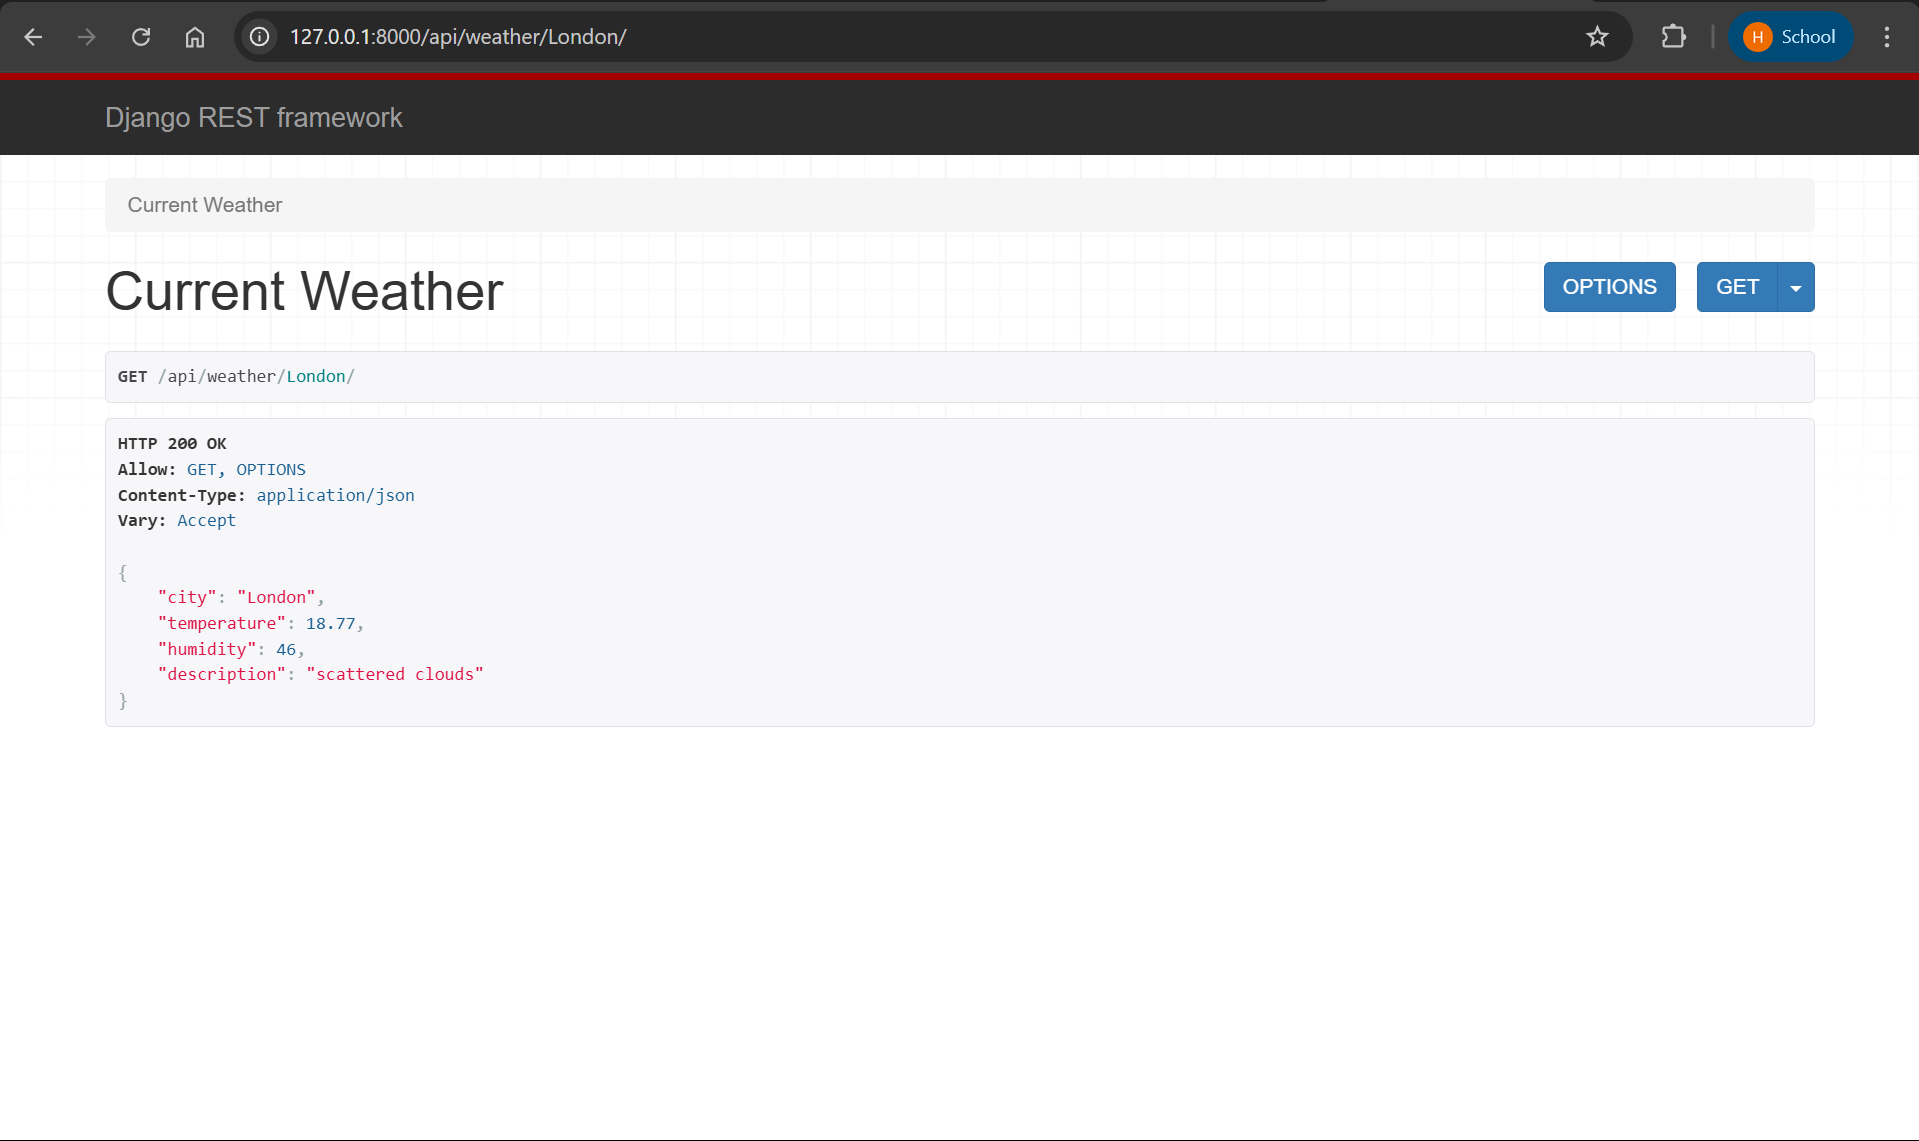 127.0.0.1:8000/api/weather/London/
H School
Django REST framework
Current Weather
Current Weather
OPTIONS GET
GET /api/weather/London/
HTTP 200 OK
Allow: GET, OPTIONS
Content-Type: application/json
Vary: Accept
{
    "city": "London",
    "temperature": 18.77,
    "humidity": 46,
    "description": "scattered clouds"
}